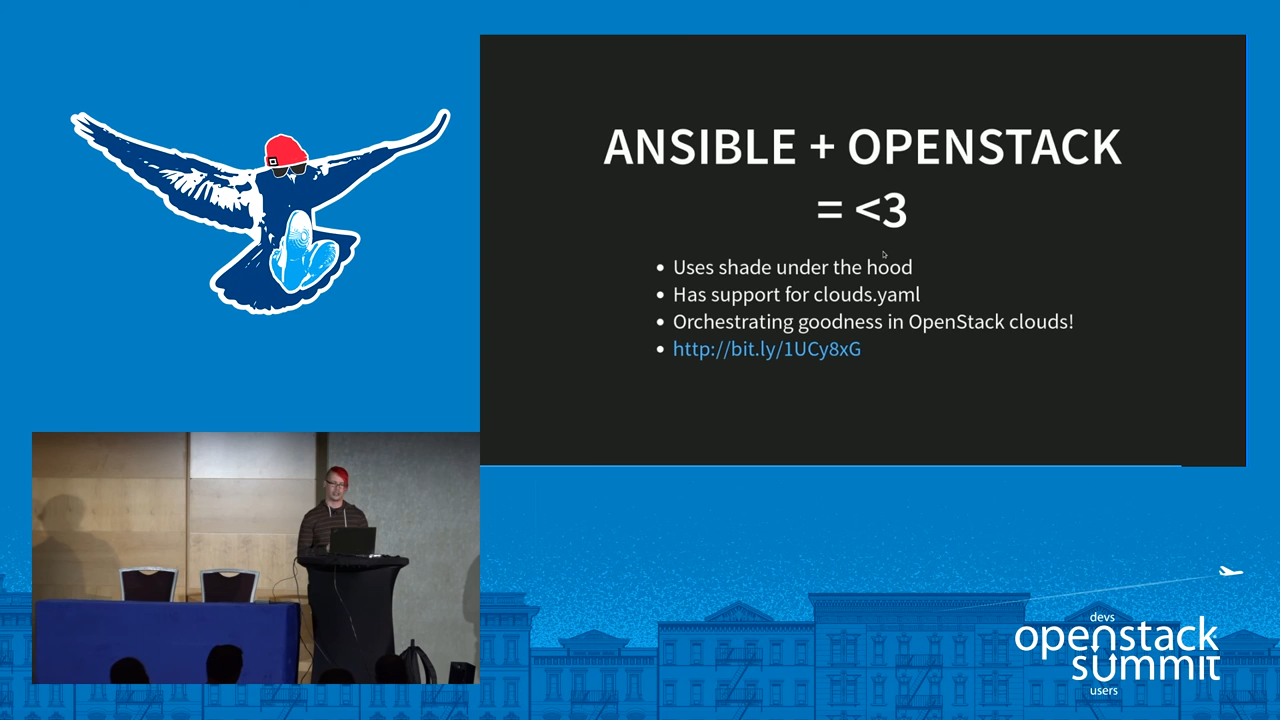 ANSIBLE + OPENSTACK
= <3
Uses shade under the hood
Has support for clouds.yaml
Orchestrating goodness in OpenStack clouds!
http://bit.ly/1UCy8xG
devs
openstack
summit
users